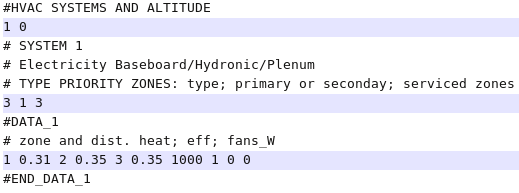 #HVAC SYSTEMS AND ALTITUDE
1 0
# SYSTEM 1
# Electricity Baseboard/Hydronic/Plenum
# TYPE PRIORITY ZONES: type; primary or seconday; serviced zones
3 1 3
#DATA_1
# zone and dist. heat; eff; fans_W
1 0.31 2 0.35 3 0.35 1000 1 0 0
#END_DATA_1